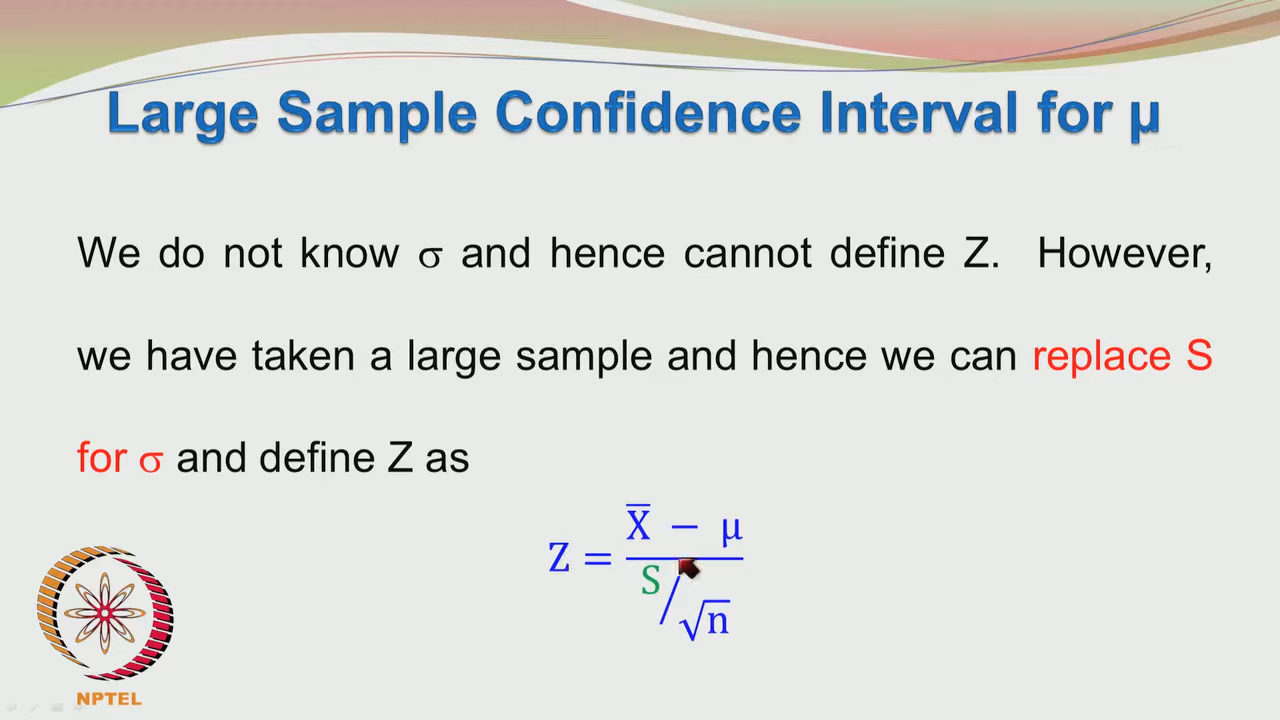 Large Sample Confidence Interval for µ
We do not know σ and hence cannot define Z. However,
we have taken a large sample and hence we can replace S
for σ and define Z as
Z = (X̅ − µ) / (S/√n)
NPTEL